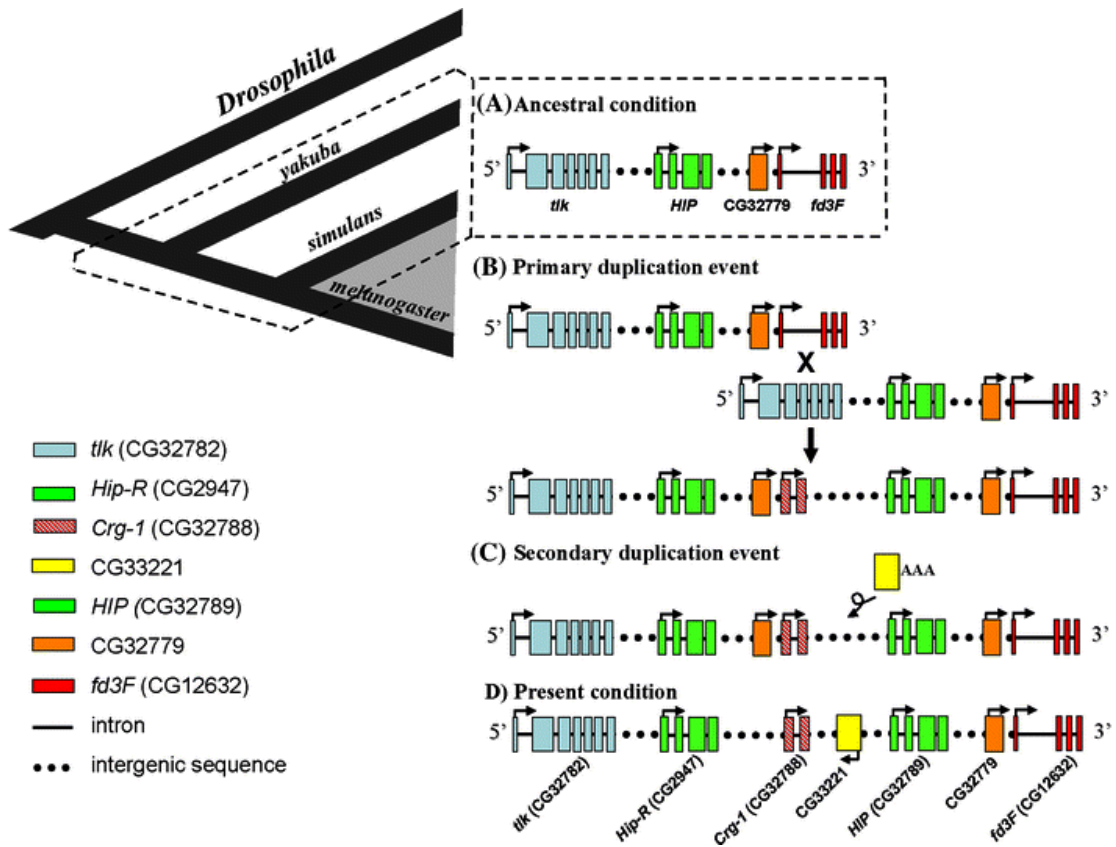 Drosophila
yakuba
simulans
melanogaster
(A) Ancestral condition
5' 3'
tlk HIP CG32779 fd3F
(B) Primary duplication event
5' 3'
X
5' 3'
5' 3'
(C) Secondary duplication event
AAA
5' 3'
D) Present condition
5' 3'
tlk (CG32782)
Hip-R (CG2947)
Crg-1 (CG32788)
CG33221
HIP (CG32789)
CG32779
fd3F (CG12632)
tlk (CG32782)
Hip-R (CG2947)
Crg-1 (CG32788)
CG33221
HIP (CG32789)
CG32779
fd3F (CG12632)
intron
intergenic sequence